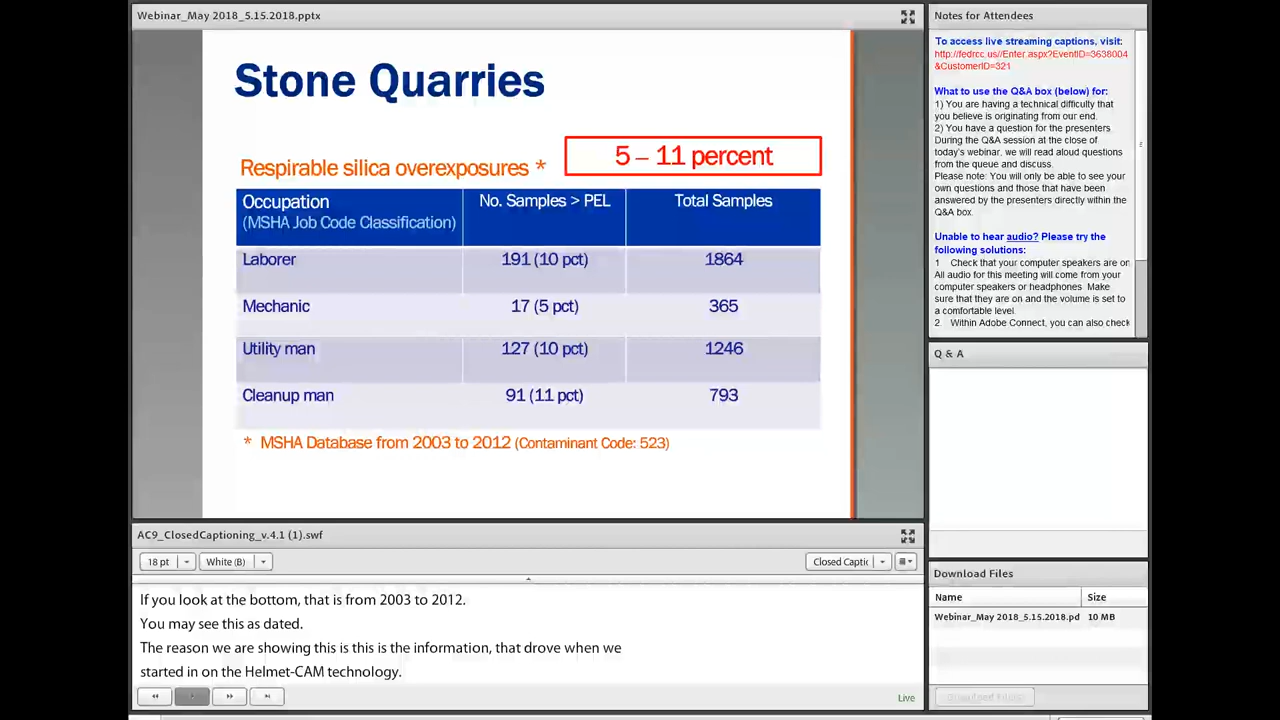 Webinar_May 2018_5.15.2018.pptx
Stone Quarries
Respirable silica overexposures *
5 – 11 percent
Occupation
(MSHA Job Code Classification)
No. Samples > PEL
Total Samples
Laborer
191 (10 pct)
1864
Mechanic
17 (5 pct)
365
Utility man
127 (10 pct)
1246
Cleanup man
91 (11 pct)
793
* MSHA Database from 2003 to 2012 (Contaminant Code: 523)
AC9_ClosedCaptioning_v.4.1 (1).swf
18 pt
White (B)
Closed Captic
If you look at the bottom, that is from 2003 to 2012.
You may see this as dated.
The reason we are showing this is this is the information, that drove when we
started in on the Helmet-CAM technology.
Live
Notes for Attendees
To access live streaming captions, visit:
http://fedrcc.us//Enter.aspx?EventID=3638004
&CustomerID=321
What to use the Q&A box (below) for:
1) You are having a technical difficulty that
you believe is originating from our end.
2) You have a question for the presenters
During the Q&A session at the close of
today's webinar, we will read aloud questions
from the queue and discuss.
Please note: You will only be able to see your
own questions and those that have been
answered by the presenters directly within the
Q&A box.
Unable to hear audio? Please try the
following solutions:
1 Check that your computer speakers are on
All audio for this meeting will come from your
computer speakers or headphones Make
sure that they are on and the volume is set to
a comfortable level
2. Within Adobe Connect, you can also check
Q & A
Download Files
Name
Size
Webinar_May 2018_5.15.2018.pd
10 MB